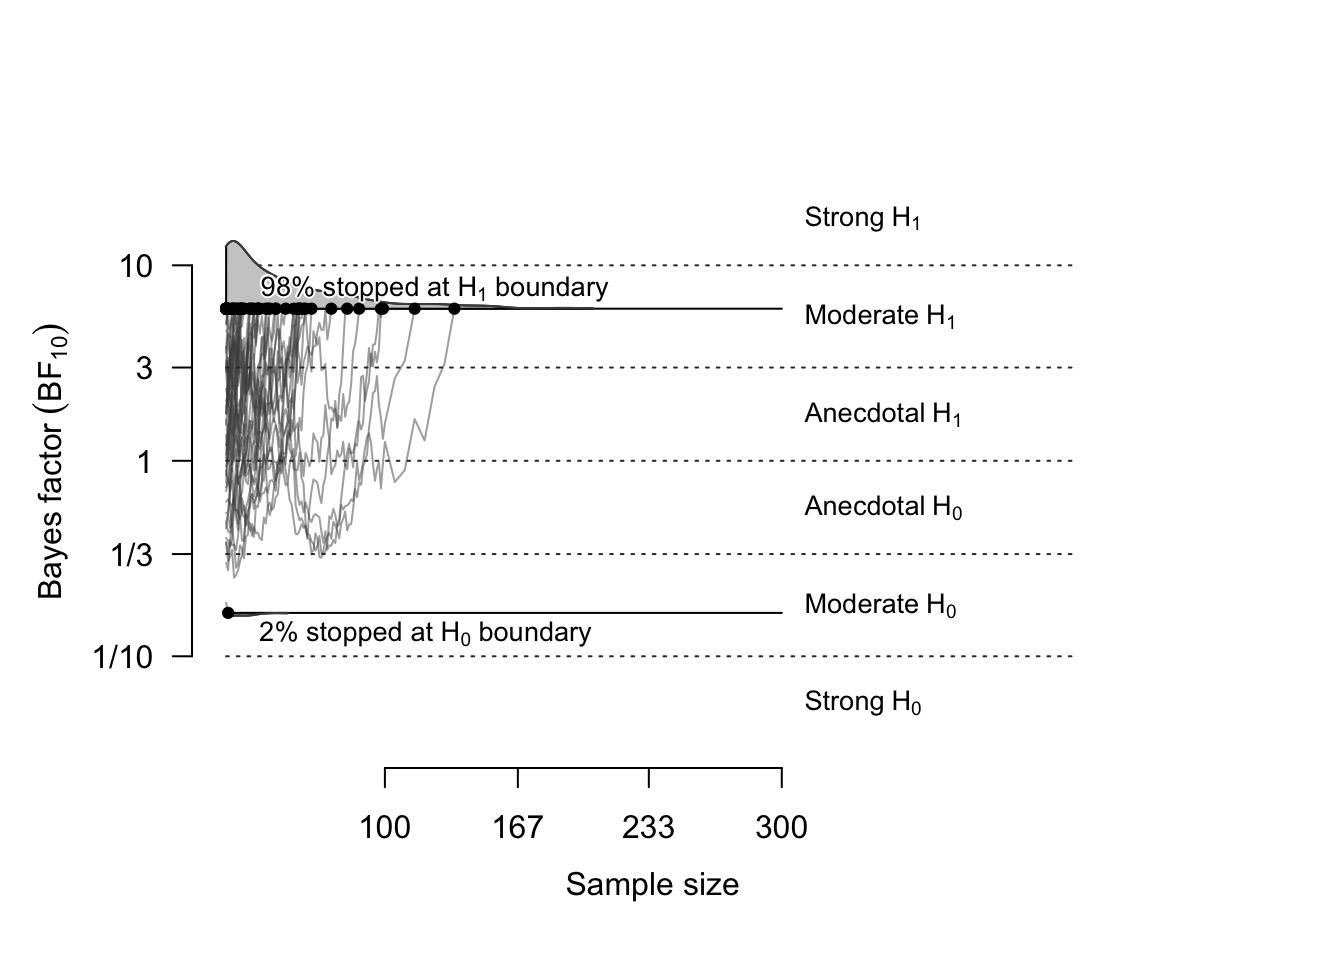 Strong H1
10
98% stopped at H1 boundary
Moderate H1
3
Anecdotal H1
Bayes factor (BF10)
1
Anecdotal H0
1/3
Moderate H0
2% stopped at H0 boundary
1/10
Strong H0
100 167 233 300
Sample size